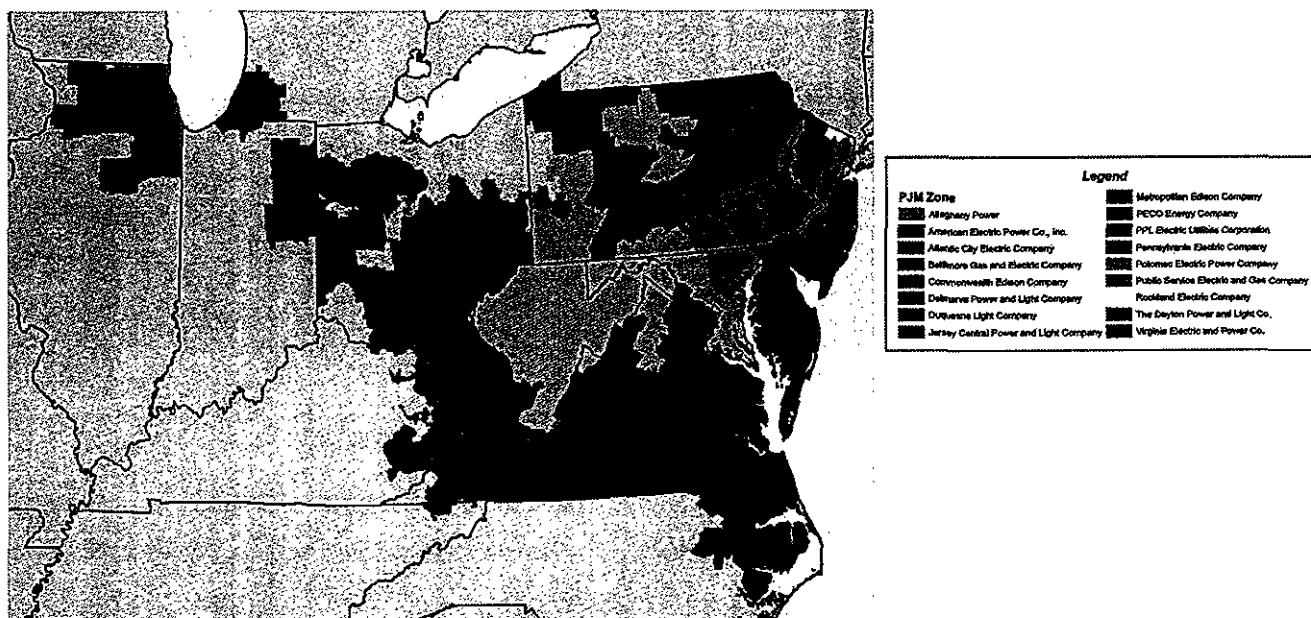 Legend
PJM Zone
Allegheny Power
American Electric Power Co., Inc.
Atlantic City Electric Company
Baltimore Gas and Electric Company
Commonwealth Edison Company
Delmarva Power and Light Company
Duquesne Light Company
Jersey Central Power and Light Company
Metropolitan Edison Company
PECO Energy Company
PPL Electric Utilities Corporation
Pennsylvania Electric Company
Potomac Electric Power Company
Public Service Electric and Gas Company
Rockland Electric Company
The Dayton Power and Light Co.
Virginia Electric and Power Co.